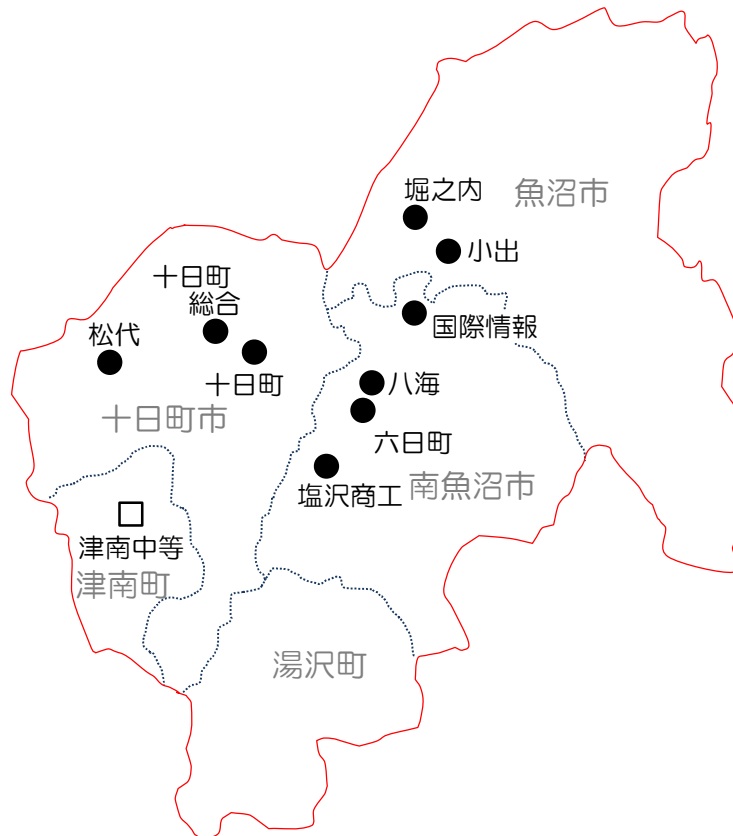 堀之内
魚沼市
小出
十日町
総合
国際情報
松代
十日町
八海
十日町市
六日町
塩沢商工
南魚沼市
津南中等
津南町
湯沢町